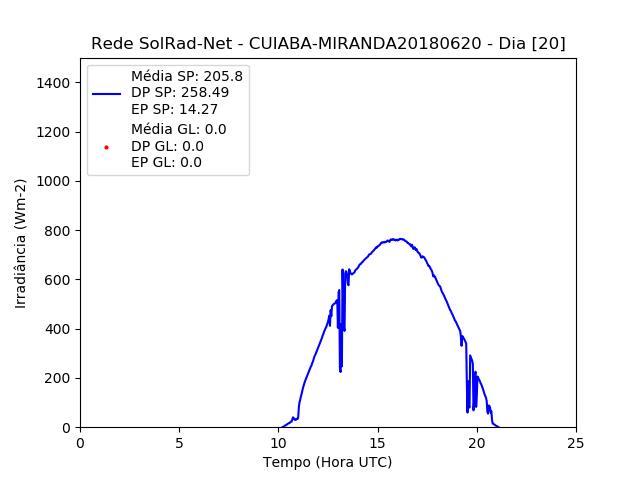 Rede SolRad-Net - CUIABA-MIRANDA20180620 - Dia [20]
Média SP: 205.8
DP SP: 258.49
EP SP: 14.27
Média GL: 0.0
DP GL: 0.0
EP GL: 0.0
1400
1200
1000
800
600
400
200
0
Irradiância (Wm-2)
0 5 10 15 20 25
Tempo (Hora UTC)